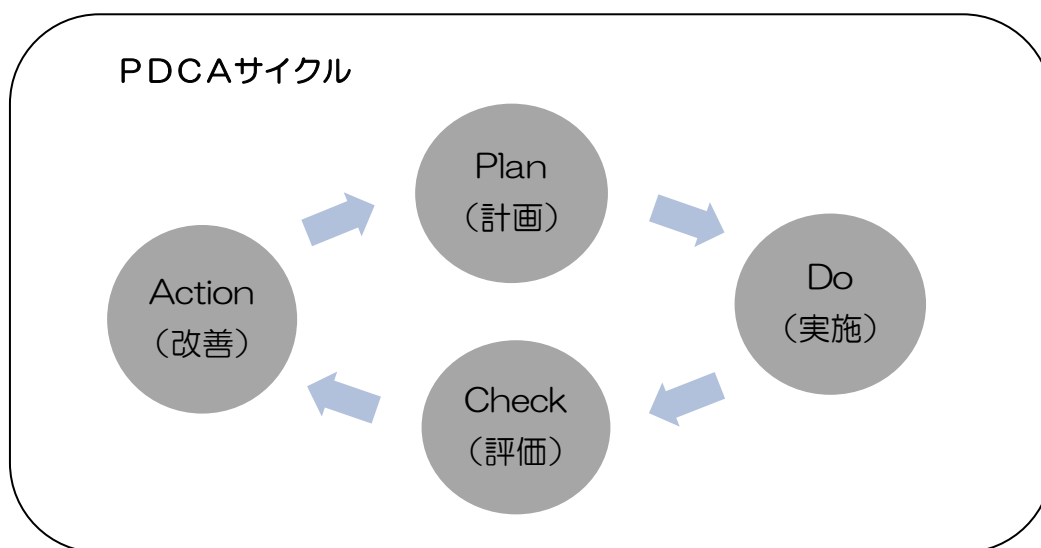 PDCAサイクル
Plan
（計画）
Do
（実施）
Check
（評価）
Action
（改善）